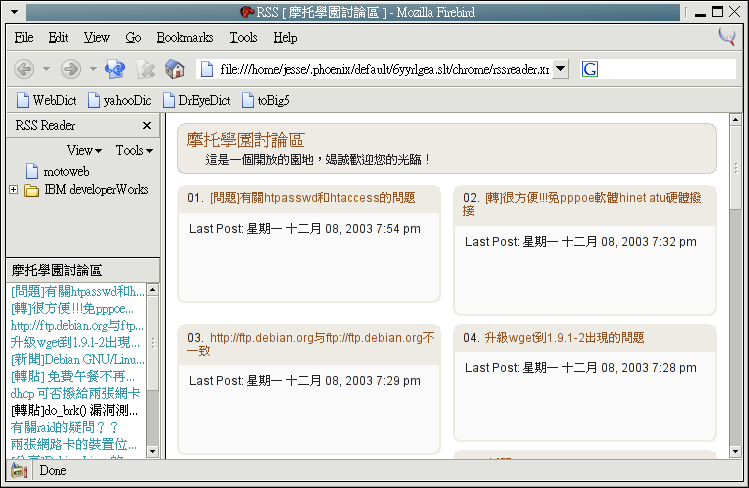 RSS [ 摩托學園討論區 ] - Mozilla Firebird
File Edit View Go Bookmarks Tools Help
file:///home/jesse/.phoenix/default/6yyrlgea.slt/chrome/rssreader.xr
WebDict yahooDic DrEyeDict toBig5
RSS Reader
View Tools
motoweb
IBM developerWorks
摩托學園討論區
[問題]有關htpasswd和h...
[轉]很方便!!!免pppoe...
http://ftp.debian.org与ftp...
升級wget到1.9.1-2出現...
[新聞]Debian GNU/Linu...
[轉貼] 免費午餐不再...
dhcp 可否撥給兩張網卡
[轉貼]do_brk() 漏洞測...
有關raid的疑問？？
兩張網路卡的裝置位...
摩托學園討論區
這是一個開放的園地，竭誠歡迎您的光臨！
01. [問題]有關htpasswd和htaccess的問題
Last Post: 星期一 十二月 08, 2003 7:54 pm
02. [轉]很方便!!!免pppoe軟體hinet atu硬體撥
接
Last Post: 星期一 十二月 08, 2003 7:32 pm
03. http://ftp.debian.org与ftp://ftp.debian.org不
一致
Last Post: 星期一 十二月 08, 2003 7:29 pm
04. 升級wget到1.9.1-2出現的問題
Last Post: 星期一 十二月 08, 2003 7:28 pm
Done